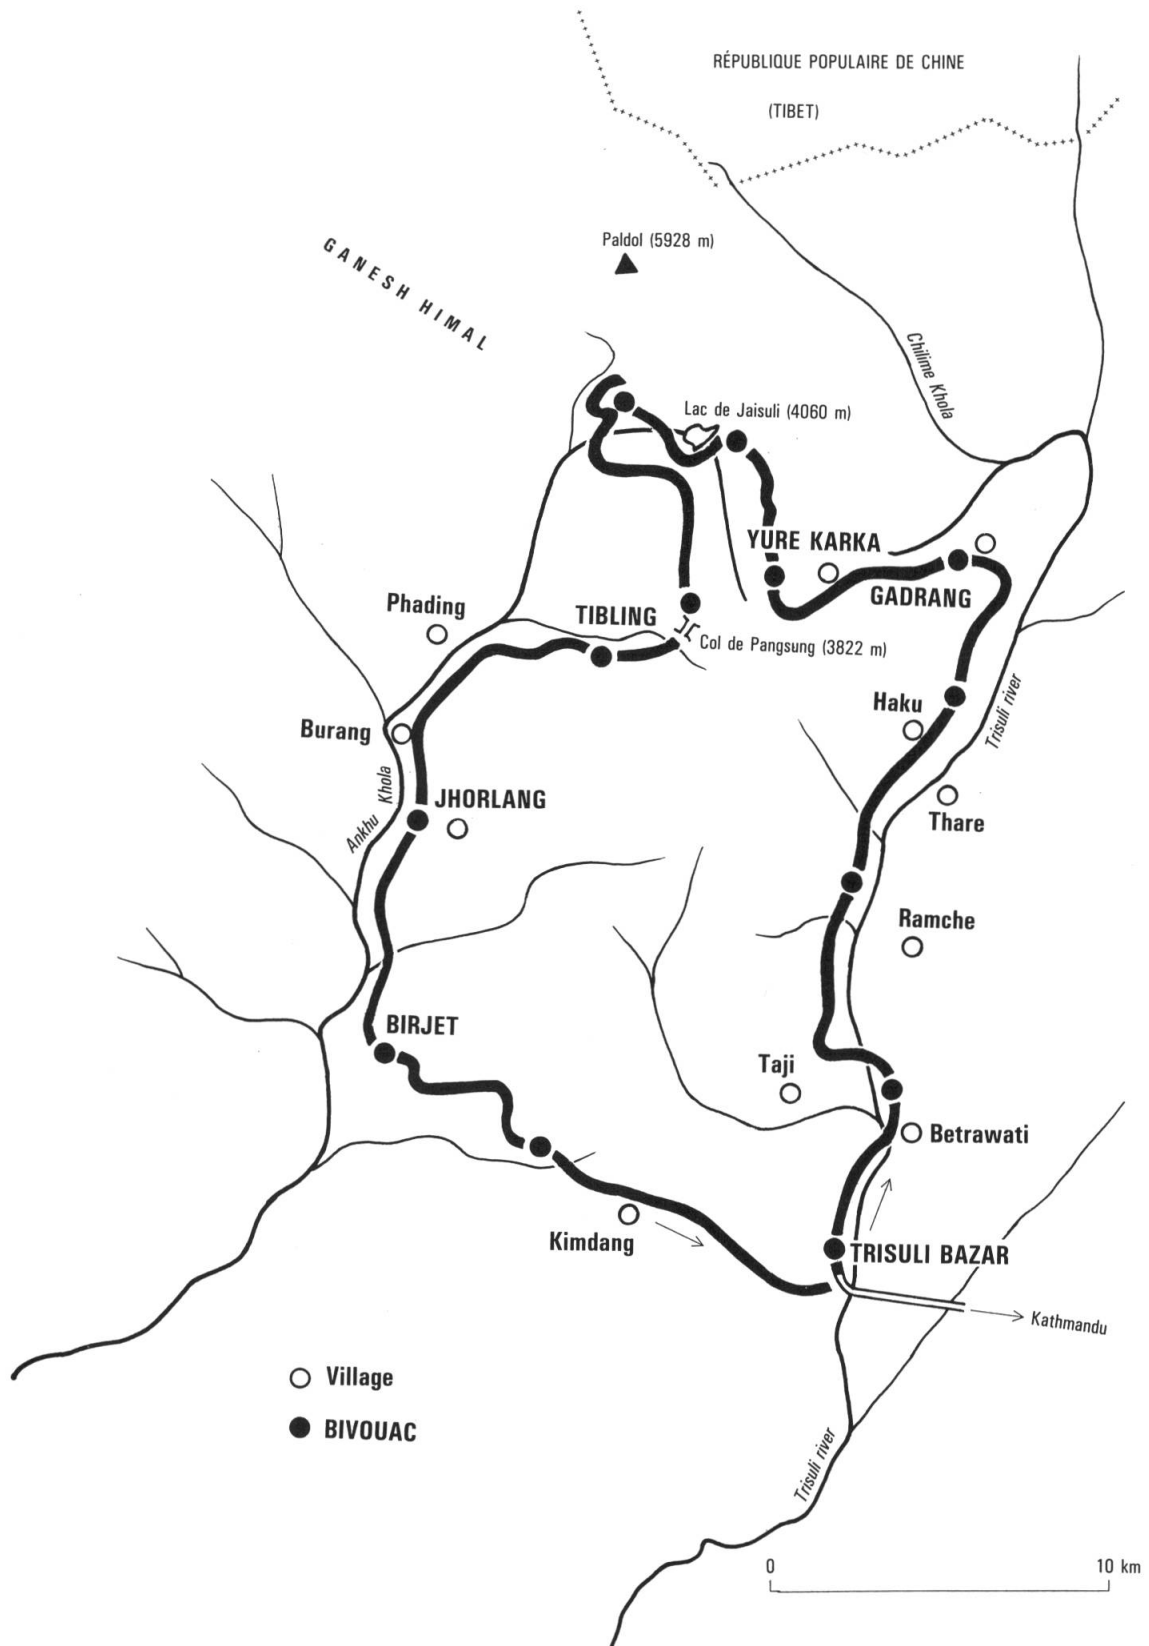 RÉPUBLIQUE POPULAIRE DE CHINE
(TIBET)
Paldol (5928 m)
GANESH HIMAL
Chilime Khola
Lac de Jaisuli (4060 m)
YURE KARKA
GADRANG
Phading
TIBLING
Col de Pangsung (3822 m)
Haku
Trisuli river
Burang
Ankhu Khola
JHORLANG
Thare
Ramche
BIRJET
Taji
Betrawati
Kimdang
TRISULI BAZAR
Kathmandu
Village
BIVOUAC
Trisuli river
0 10 km